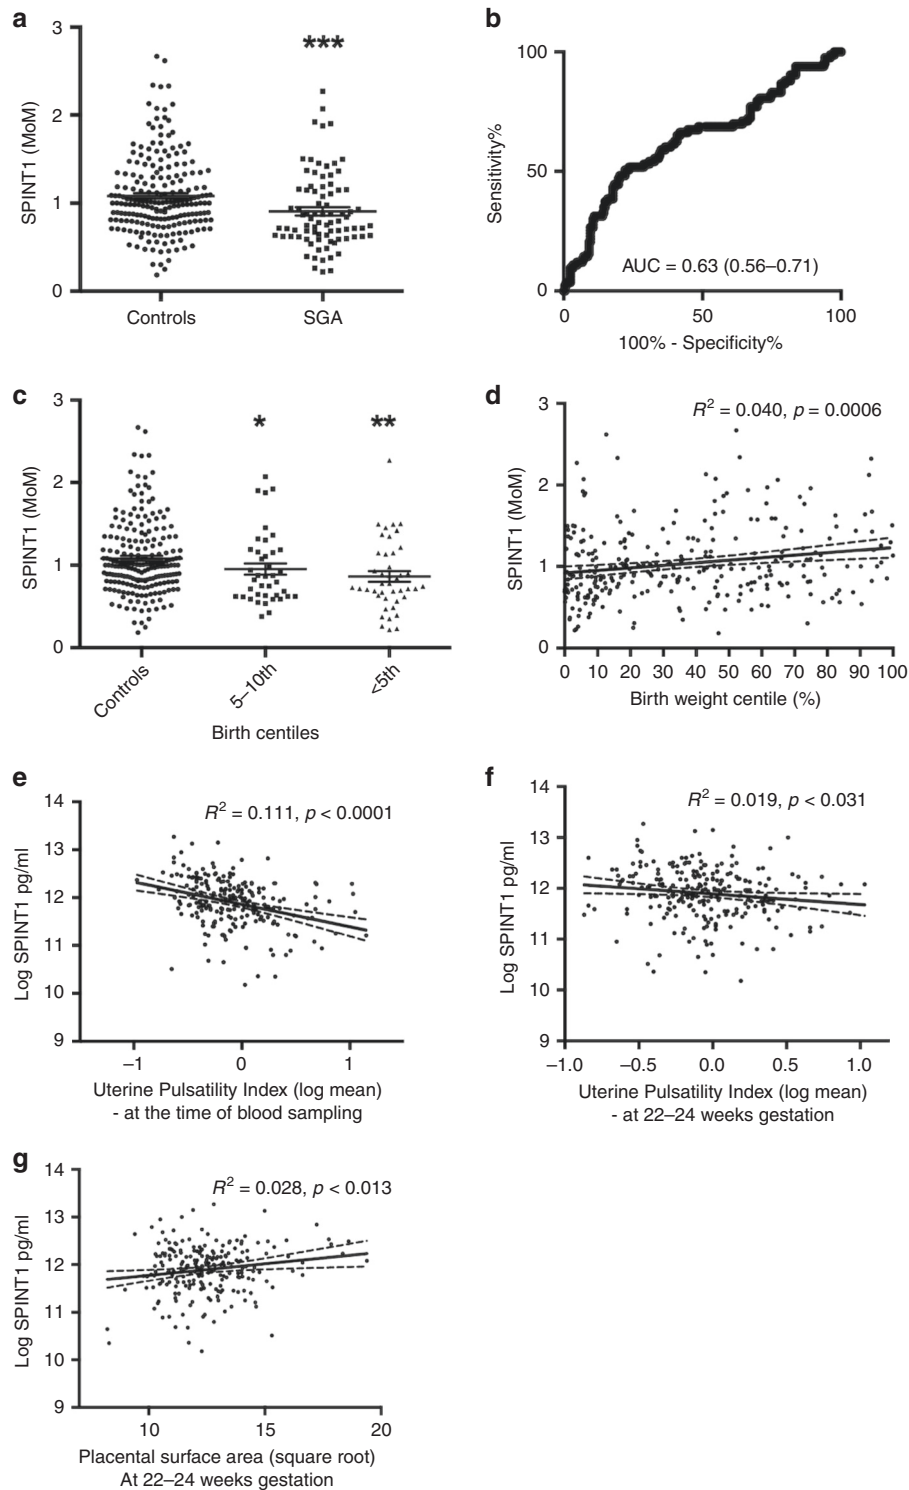 a
3
2
1
0
SPINT1 (MoM)
***
Controls
SGA
b
100
50
0
Sensitivity%
AUC = 0.63 (0.56–0.71)
0
50
100
100% - Specificity%
c
3
2
1
0
SPINT1 (MoM)
*
**
Controls
5–10th
<5th
Birth centiles
d
3
2
1
0
SPINT1 (MoM)
R² = 0.040, p = 0.0006
0 10 20 30 40 50 60 70 80 90 100
Birth weight centile (%)
e
14
13
12
11
10
9
Log SPINT1 pg/ml
R² = 0.111, p < 0.0001
–1
0
1
Uterine Pulsatility Index (log mean)
- at the time of blood sampling
f
14
13
12
11
10
9
Log SPINT1 pg/ml
R² = 0.019, p < 0.031
–1.0
–0.5
0.0
0.5
1.0
Uterine Pulsatility Index (log mean)
- at 22–24 weeks gestation
g
14
13
12
11
10
9
Log SPINT1 pg/ml
R² = 0.028, p < 0.013
10
15
20
Placental surface area (square root)
At 22–24 weeks gestation